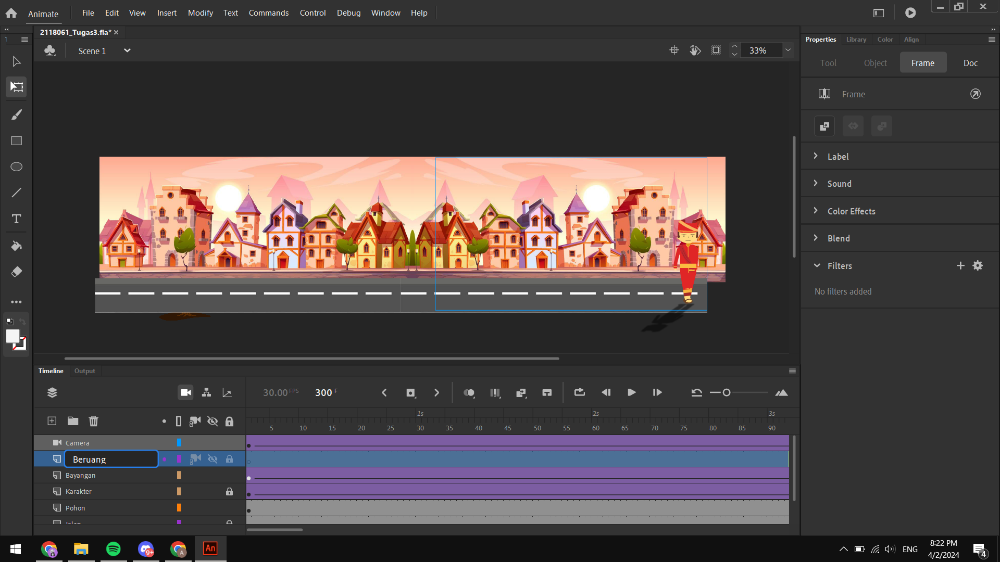 Animate File Edit View Insert Modify Text Commands Control Debug Window Help
2118061_Tugas3.fla*
Scene 1
33%
Properties Library Color Align
Tool Object Frame Doc
Frame
Label
Sound
Color Effects
Blend
Filters
No filters added
Timeline Output
30.00 FPS 300 F
1s 2s 3s
5 10 15 20 25 30 35 40 45 50 55 60 65 70 75 80 85 90
Camera
Beruang
Bayangan
Karakter
Pohon
Jalan
9+ A An
ENG
8:22 PM
4/2/2024
4